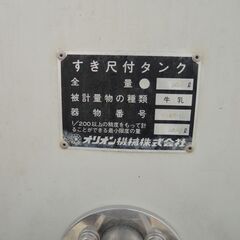 すき尺付タンク
全量
被計量物の種類 牛乳
器物番号
1/200以上の精度をもって計
ることができる最小限度の量
オリオン機械株式会社